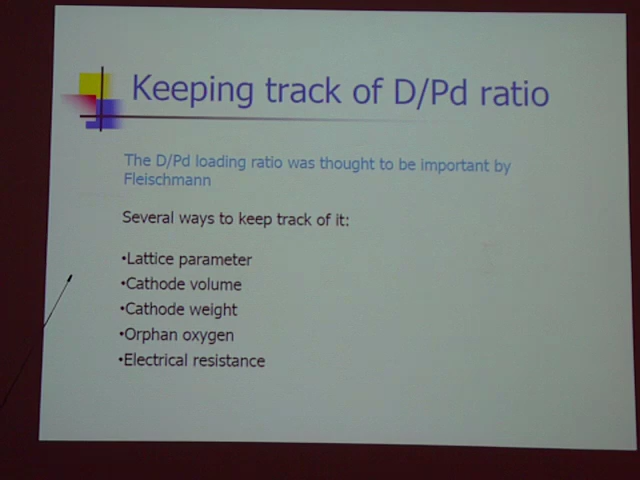 Keeping track of D/Pd ratio
The D/Pd loading ratio was thought to be important by
Fleischmann
Several ways to keep track of it:
•Lattice parameter
•Cathode volume
•Cathode weight
•Orphan oxygen
•Electrical resistance